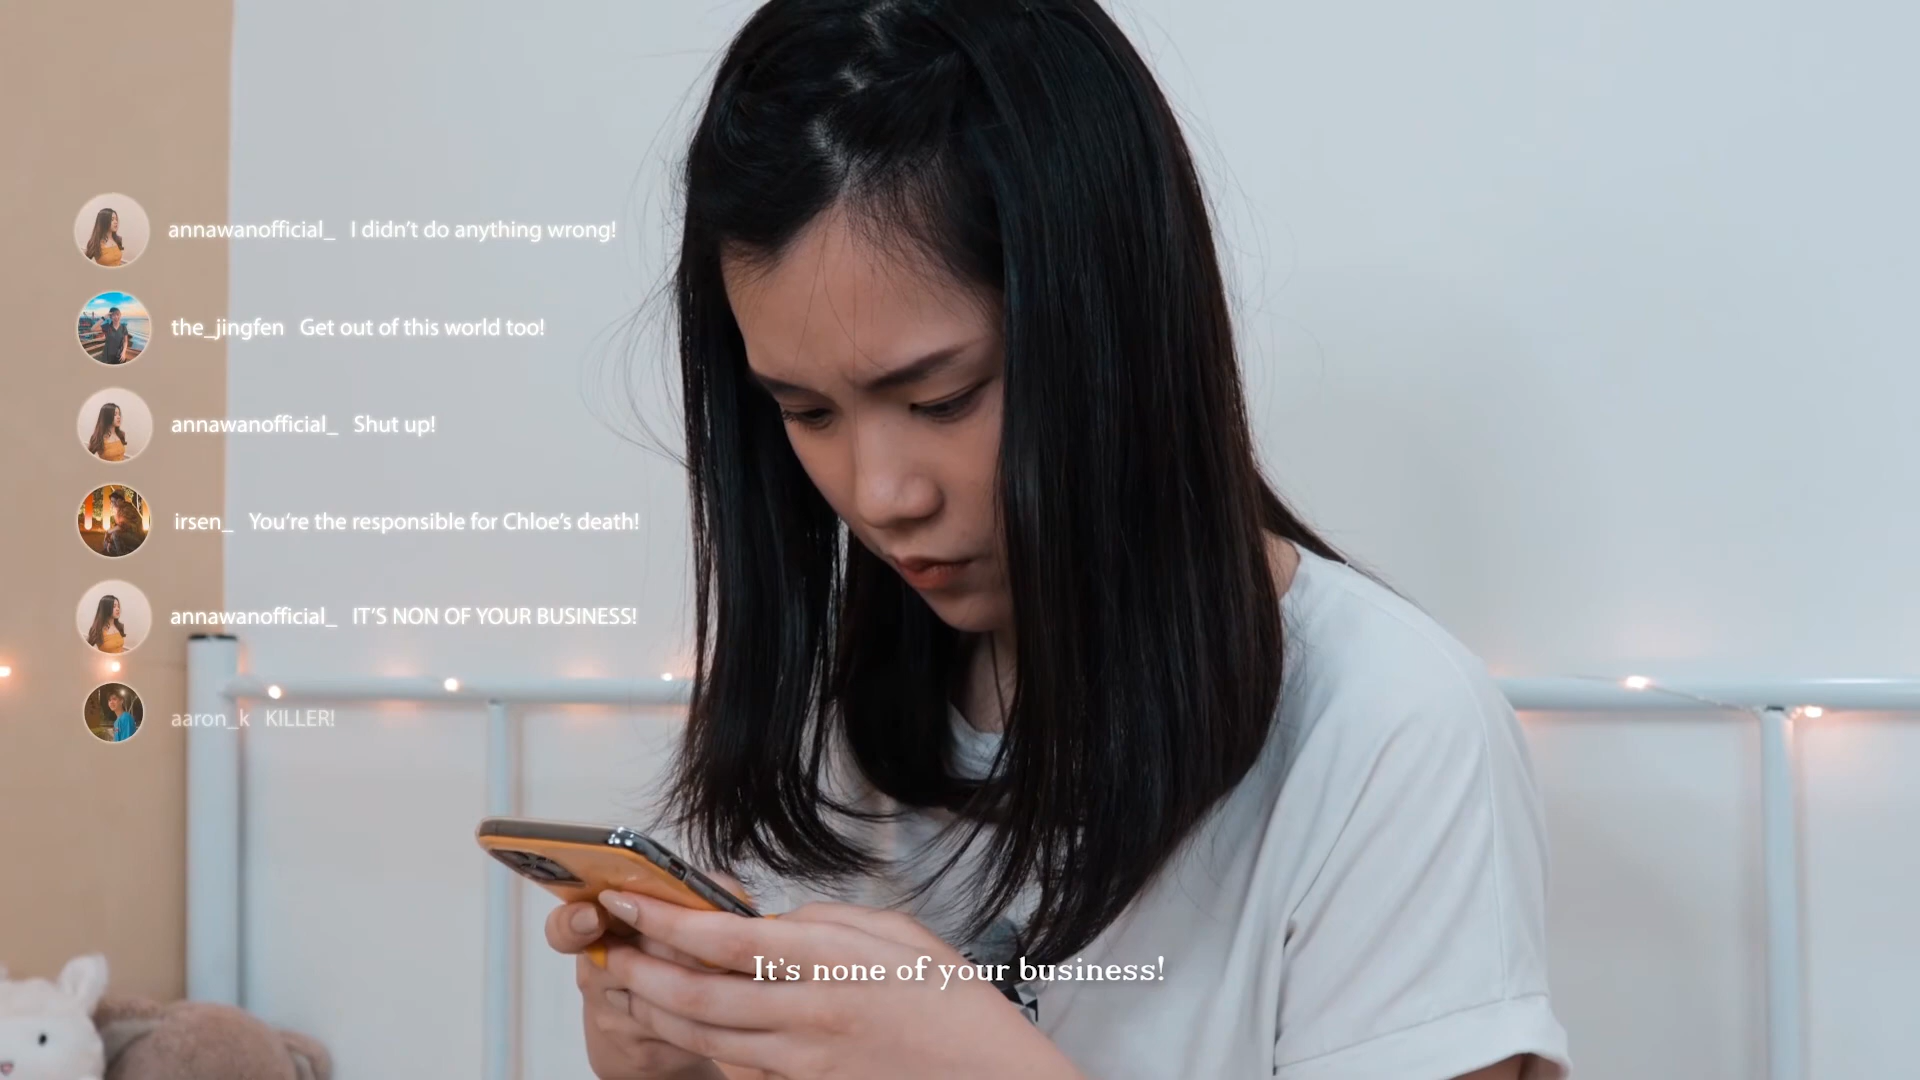 annawanofficial_ I didn't do anything wrong!
the_jingfen Get out of this world too!
annawanofficial_ Shut up!
irsen_ You're the responsible for Chloe's death!
annawanofficial_ IT'S NON OF YOUR BUSINESS!
aaron_k KILLER!
It's none of your business!